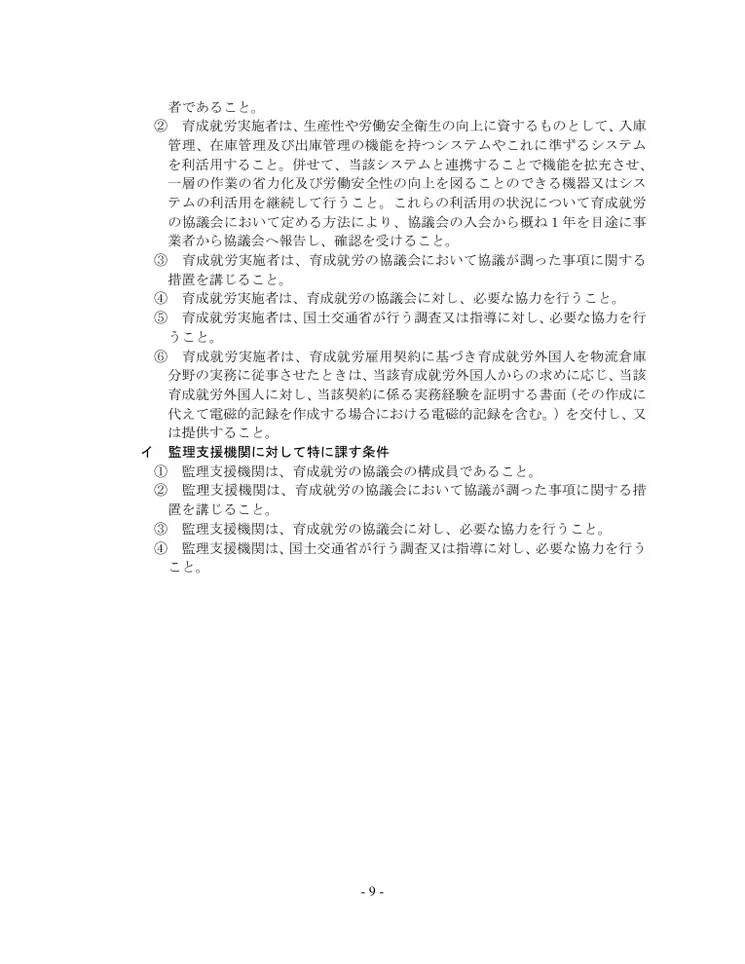 者であること。
② 育成就労実施者は、生産性や労働安全衛生の向上に資するものとして、入庫
管理、在庫管理及び出庫管理の機能を持つシステムやこれに準ずるシステム
を利活用すること。併せて、当該システムと連携することで機能を拡充させ、
一層の作業の省力化及び労働安全性の向上を図ることのできる機器又はシス
テムの利活用を継続して行うこと。これらの利活用の状況について育成就労
の協議会において定める方法により、協議会の入会から概ね１年を目途に事
業者から協議会へ報告し、確認を受けること。
③ 育成就労実施者は、育成就労の協議会において協議が調った事項に関する
措置を講じること。
④ 育成就労実施者は、育成就労の協議会に対し、必要な協力を行うこと。
⑤ 育成就労実施者は、国土交通省が行う調査又は指導に対し、必要な協力を行
うこと。
⑥ 育成就労実施者は、育成就労雇用契約に基づき育成就労外国人を物流倉庫
分野の実務に従事させたときは、当該育成就労外国人からの求めに応じ、当該
育成就労外国人に対し、当該契約に係る実務経験を証明する書面（その作成に
代えて電磁的記録を作成する場合における電磁的記録を含む。）を交付し、又
は提供すること。
イ 監理支援機関に対して特に課す条件
① 監理支援機関は、育成就労の協議会の構成員であること。
② 監理支援機関は、育成就労の協議会において協議が調った事項に関する措
置を講じること。
③ 監理支援機関は、育成就労の協議会に対し、必要な協力を行うこと。
④ 監理支援機関は、国土交通省が行う調査又は指導に対し、必要な協力を行う
こと。
- 9 -